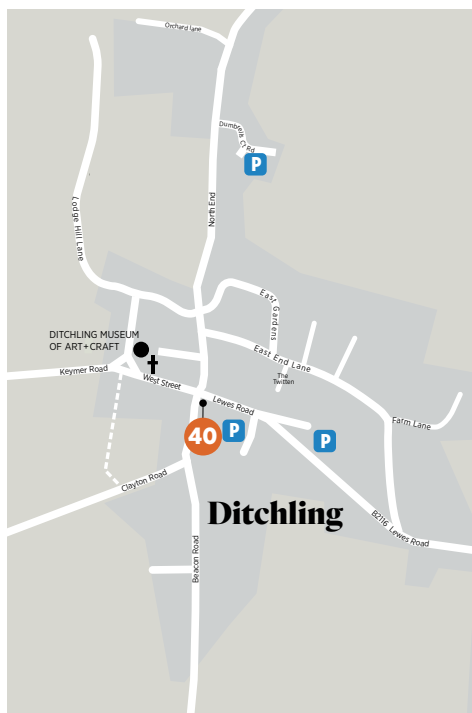 Orchard lane
Dumbrells Ct Rd
P
North End
Lodge Hill Lane
East
Gardens
DITCHLING MUSEUM
OF ART+CRAFT
East End Lane
Keymer Road
The
Twitten
West Street
Lewes Road
Farm Lane
40
P
P
Clayton Road
Ditchling
B2116 Lewes Road
Beacon Road